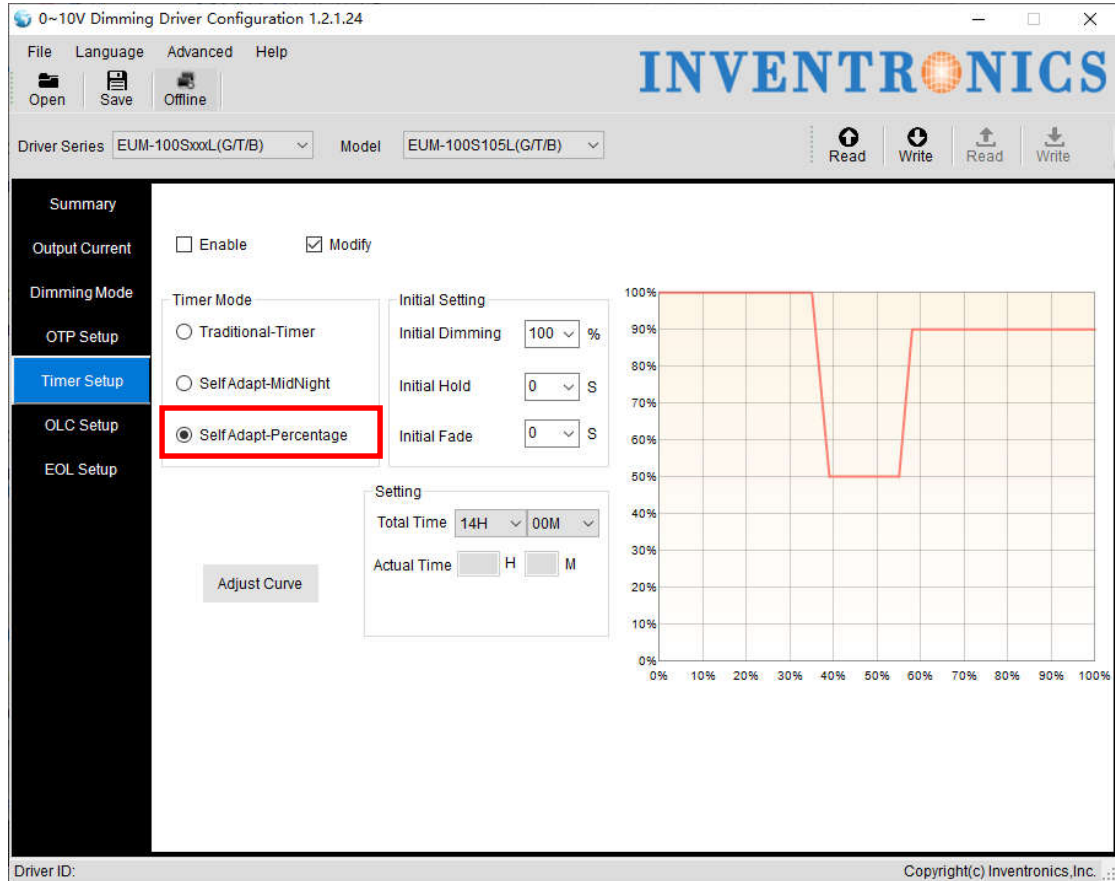 0~10V Dimming Driver Configuration 1.2.1.24
File Language Advanced Help
INVENTRONICS
Open Save Offline
Driver Series EUM-100SxxxL(G/T/B) Model EUM-100S105L(G/T/B)
Read Write Read Write
Summary
Output Current
Dimming Mode
OTP Setup
Timer Setup
OLC Setup
EOL Setup
Enable Modify
Timer Mode
Traditional-Timer
Self Adapt-MidNight
Self Adapt-Percentage
Initial Setting
Initial Dimming 100 %
Initial Hold 0 S
Initial Fade 0 S
Setting
Total Time 14H 00M
Actual Time H M
Adjust Curve
100%
90%
80%
70%
60%
50%
40%
30%
20%
10%
0%
0% 10% 20% 30% 40% 50% 60% 70% 80% 90% 100%
Driver ID:
Copyright(c) Inventronics,Inc.